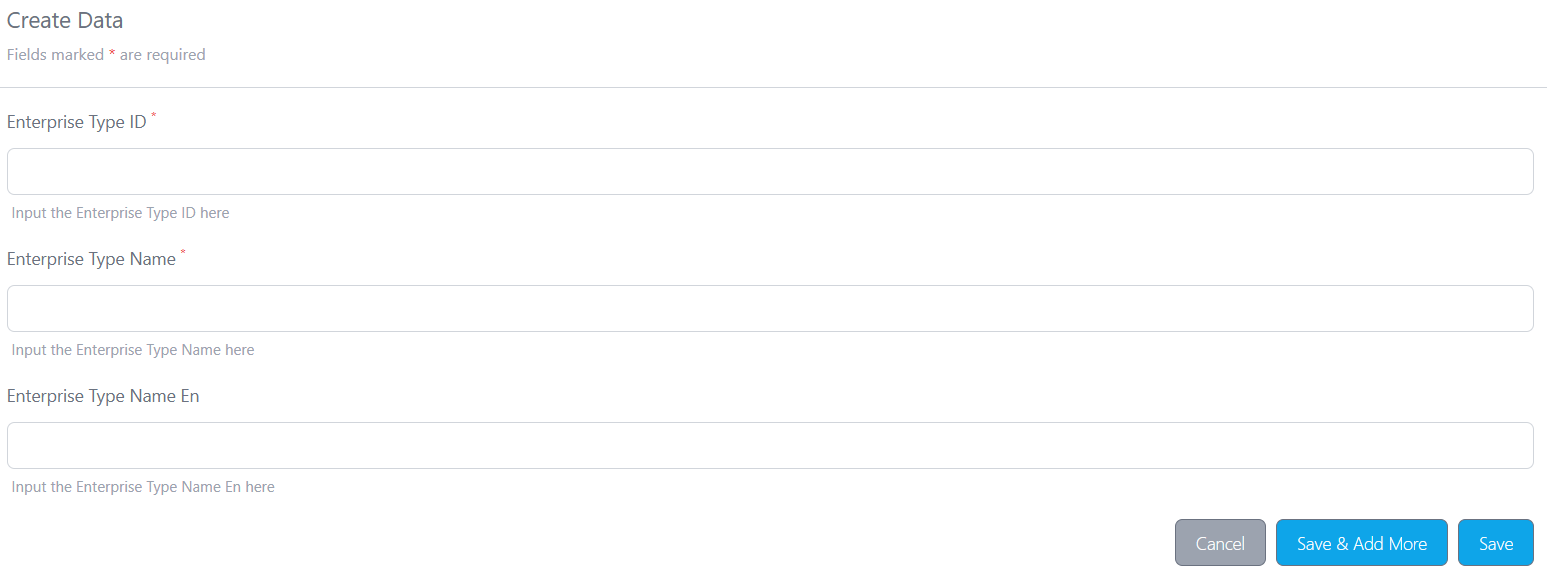 Create Data
Fields marked * are required
Enterprise Type ID *
Input the Enterprise Type ID here
Enterprise Type Name *
Input the Enterprise Type Name here
Enterprise Type Name En
Input the Enterprise Type Name En here
Cancel Save & Add More Save